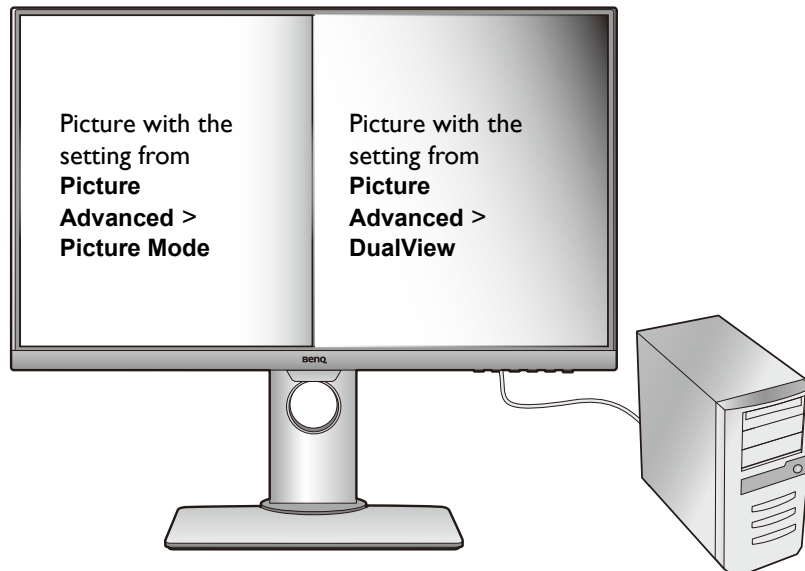 Picture with the
setting from
Picture
Advanced >
Picture Mode
Picture with the
setting from
Picture
Advanced >
DualView
BenQ